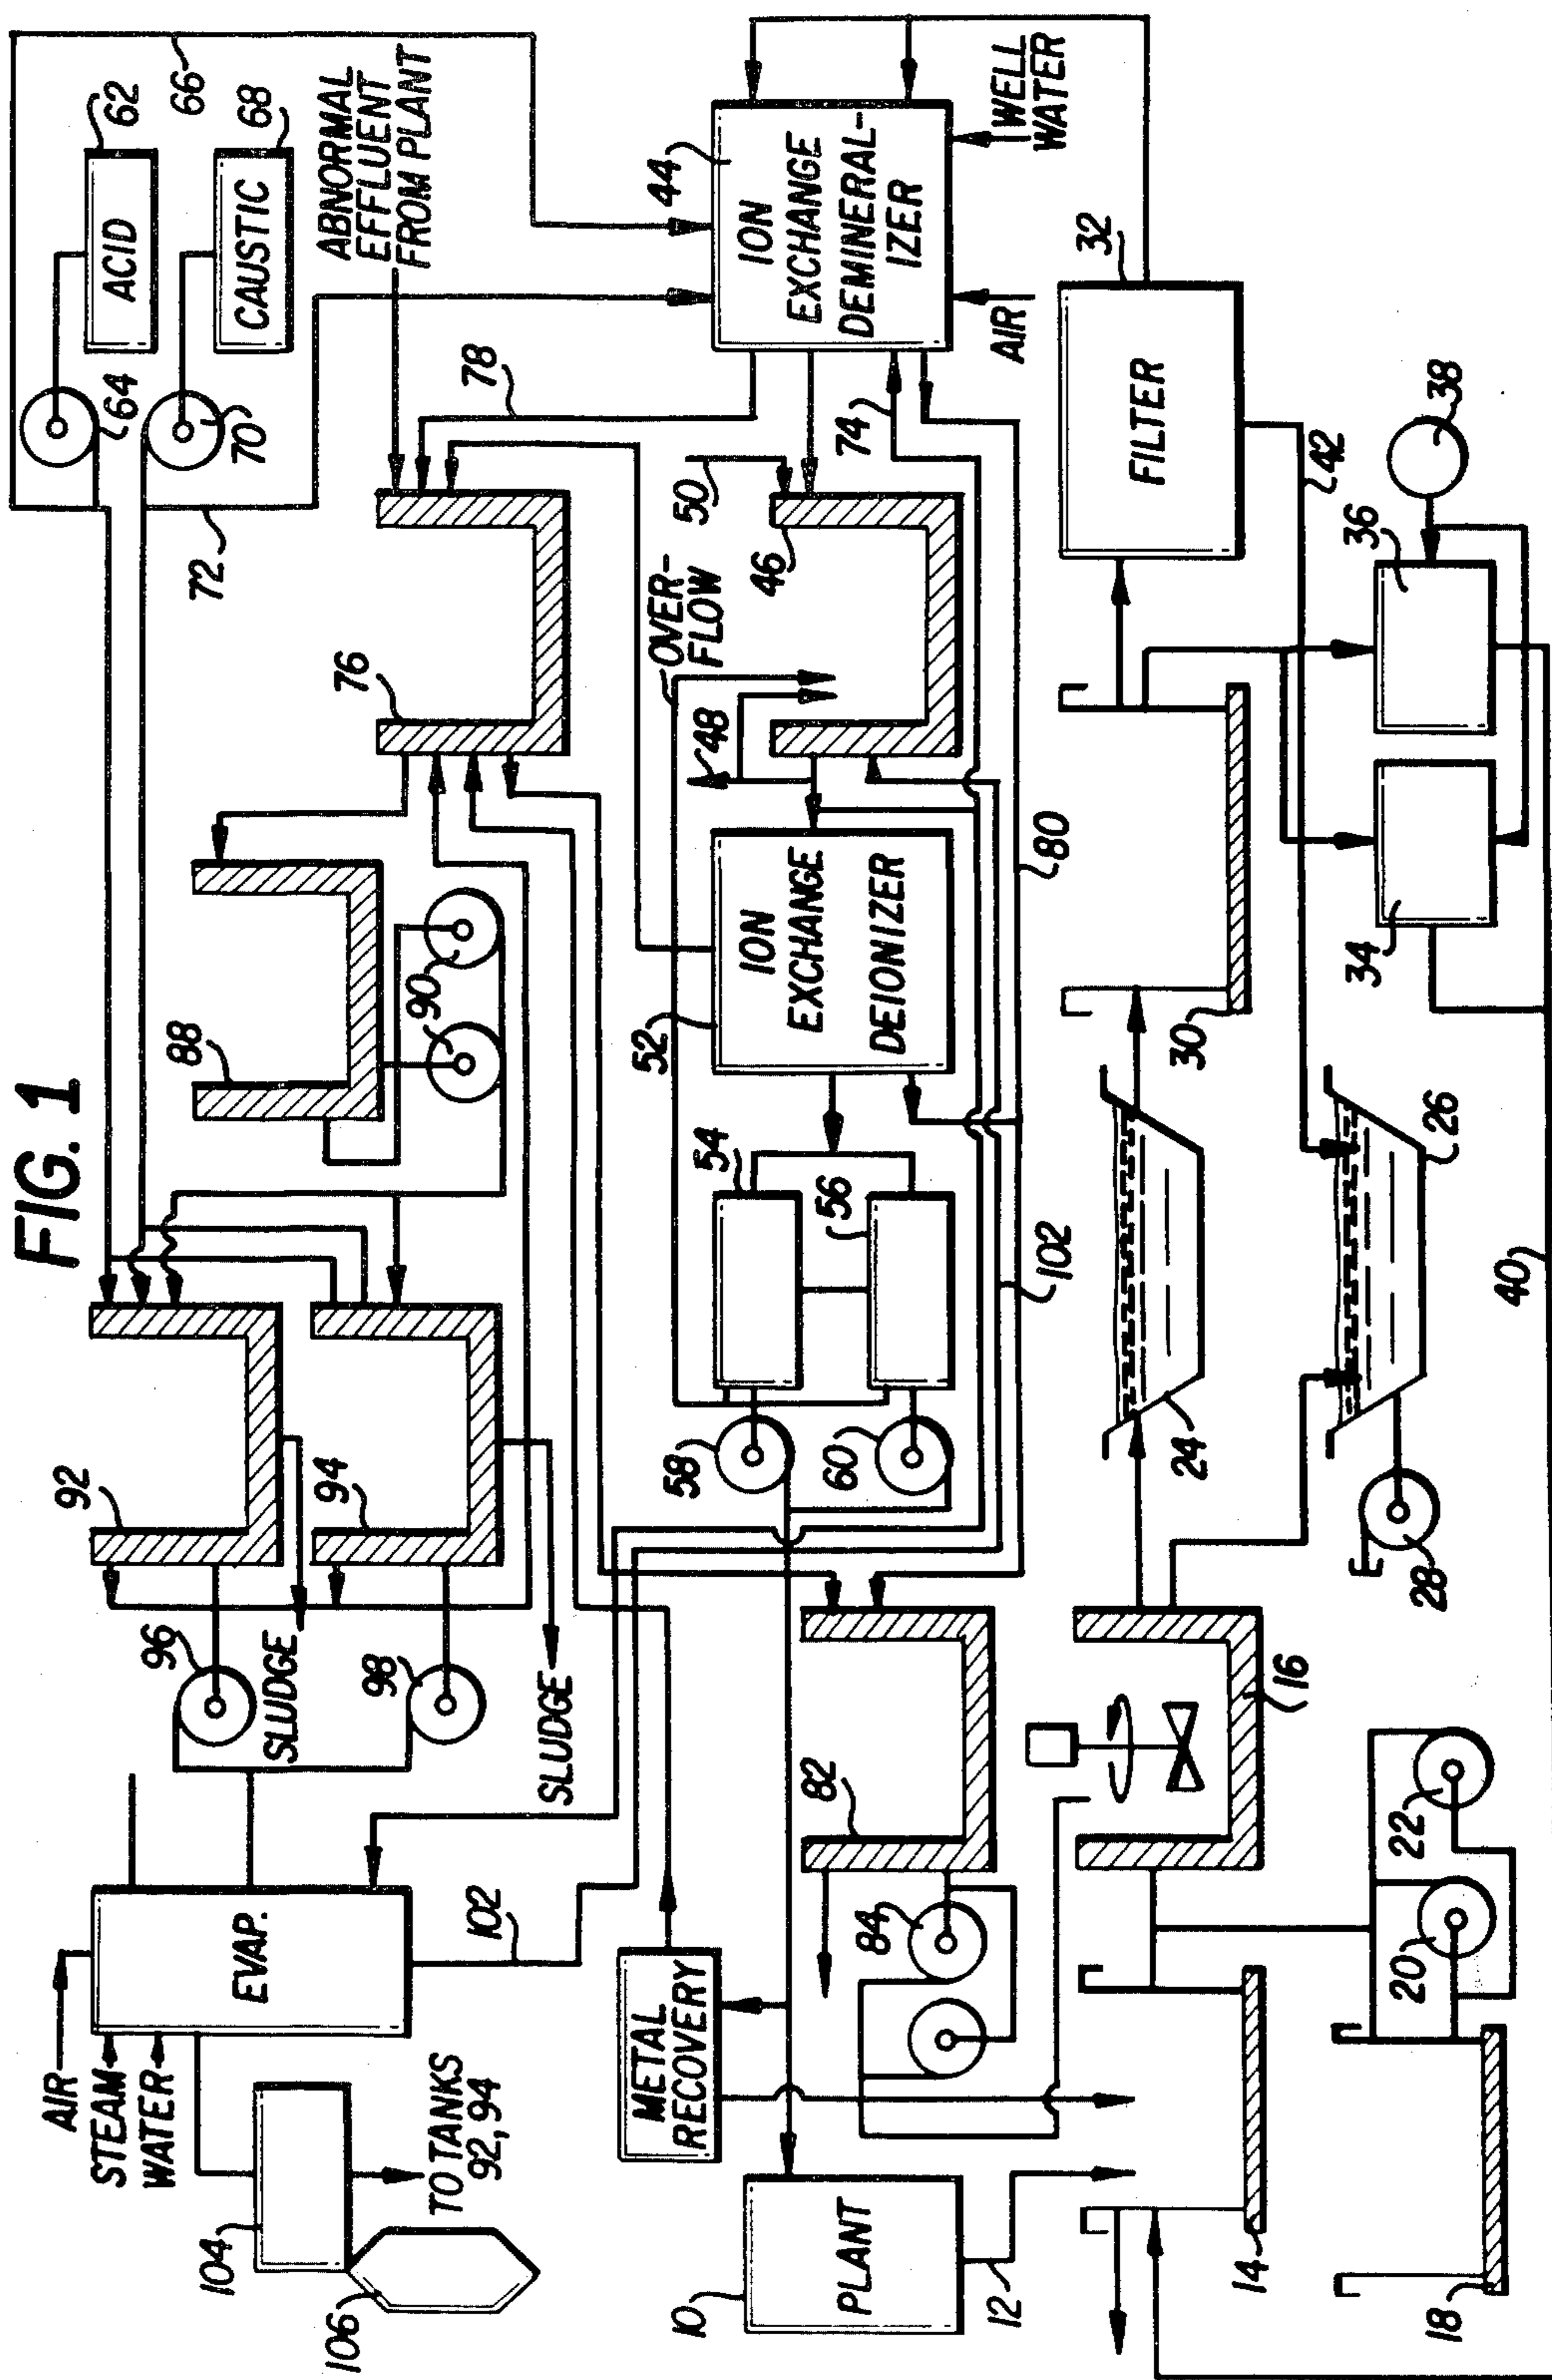 FIG. 1
AIR
STEAM
WATER
EVAP.
104
106
TO TANKS
92, 94
102
96
98
SLUDGE
SLUDGE
92
94
88
90
76
72
64
70
ACID
62
CAUSTIC
68
66
ABNORMAL
EFFLUENT
FROM PLANT
78
METAL
RECOVERY
10
PLANT
12
82
84
58
60
54
56
52
ION
EXCHANGE
DEIONIZER
48
OVER-
FLOW
46
50
74
44
ION
EXCHANGE
DEMINERAL-
IZER
AIR
WELL
WATER
80
102
14
16
18
20
22
24
26
28
30
FILTER
32
34
36
38
40
42